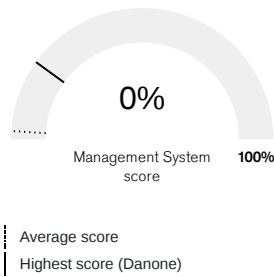 0%
Management System
score
100%
Average score
Highest score (Danone)